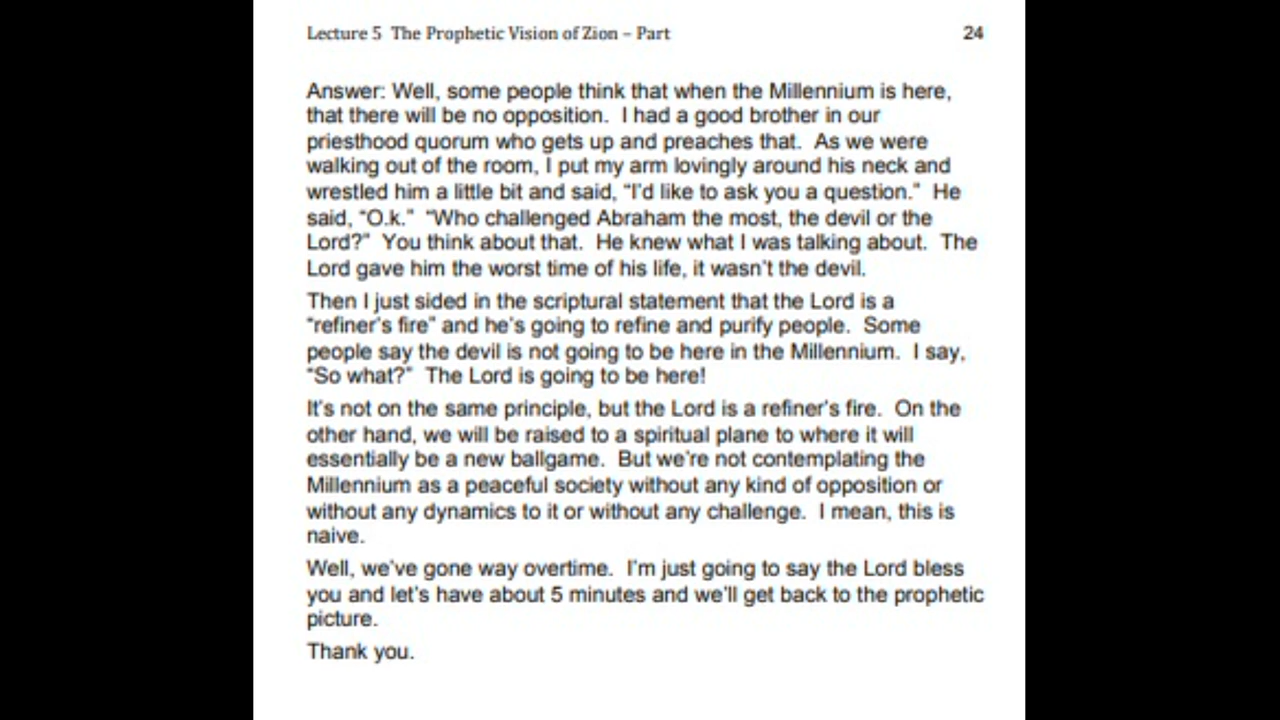 Lecture 5  The Prophetic Vision of Zion – Part 24
Answer: Well, some people think that when the Millennium is here,
that there will be no opposition.  I had a good brother in our
priesthood quorum who gets up and preaches that.  As we were
walking out of the room, I put my arm lovingly around his neck and
wrestled him a little bit and said, “I’d like to ask you a question.”  He
said, “O.k.”  “Who challenged Abraham the most, the devil or the
Lord?”  You think about that.  He knew what I was talking about.  The
Lord gave him the worst time of his life, it wasn’t the devil.
Then I just sided in the scriptural statement that the Lord is a
“refiner’s fire” and he’s going to refine and purify people.  Some
people say the devil is not going to be here in the Millennium.  I say,
“So what?”  The Lord is going to be here!
It’s not on the same principle, but the Lord is a refiner’s fire.  On the
other hand, we will be raised to a spiritual plane to where it will
essentially be a new ballgame.  But we’re not contemplating the
Millennium as a peaceful society without any kind of opposition or
without any dynamics to it or without any challenge.  I mean, this is
naive.
Well, we’ve gone way overtime.  I’m just going to say the Lord bless
you and let’s have about 5 minutes and we’ll get back to the prophetic
picture.
Thank you.